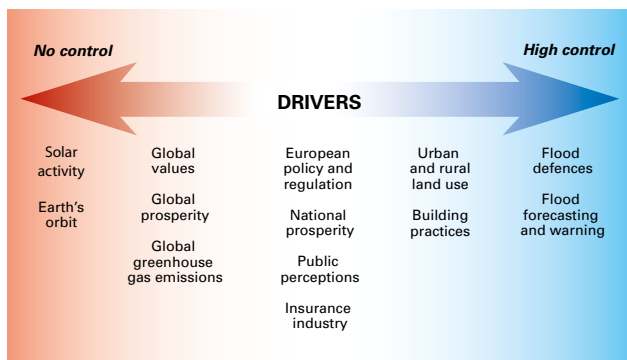 No control
High control
DRIVERS
Solar
activity
Earth's
orbit
Global
values
Global
prosperity
Global
greenhouse
gas emissions
European
policy and
regulation
National
prosperity
Public
perceptions
Insurance
industry
Urban
and rural
land use
Building
practices
Flood
defences
Flood
forecasting
and warning